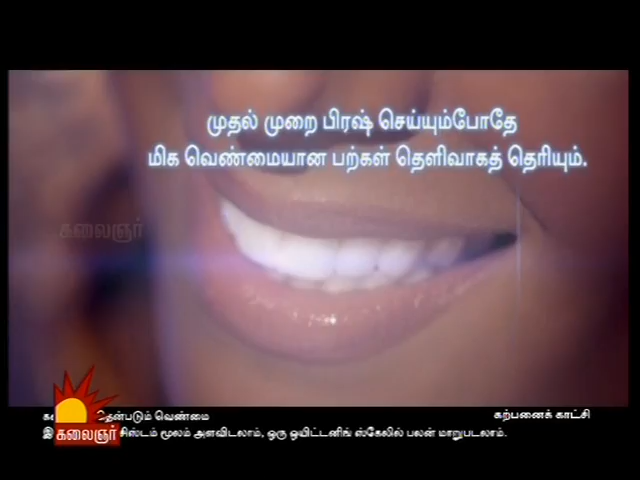 முதல் முறை பிரஷ் செய்யும்போதே
மிக வெண்மையான பற்கள் தெளிவாகத் தெரியும்.
கலைஞர்
தென்படும் வெண்மை
கற்பனைக் காட்சி
சிஸ்டம் மூலம் அளவிடலாம், ஒரு ஒயிட்டனிங் ஸ்கேலில் பலன் மாறுபடலாம்.
கலைஞர்